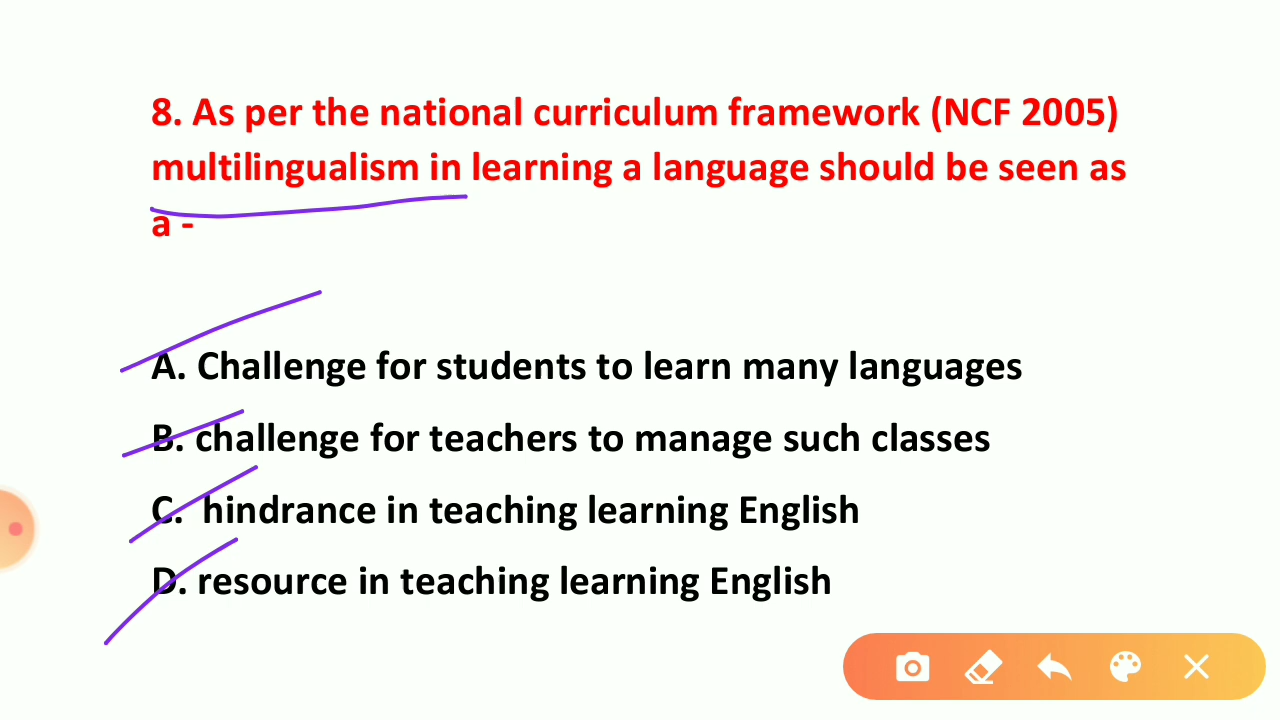 8. As per the national curriculum framework (NCF 2005)
multilingualism in learning a language should be seen as
a -
A. Challenge for students to learn many languages
B. challenge for teachers to manage such classes
C. hindrance in teaching learning English
D. resource in teaching learning English